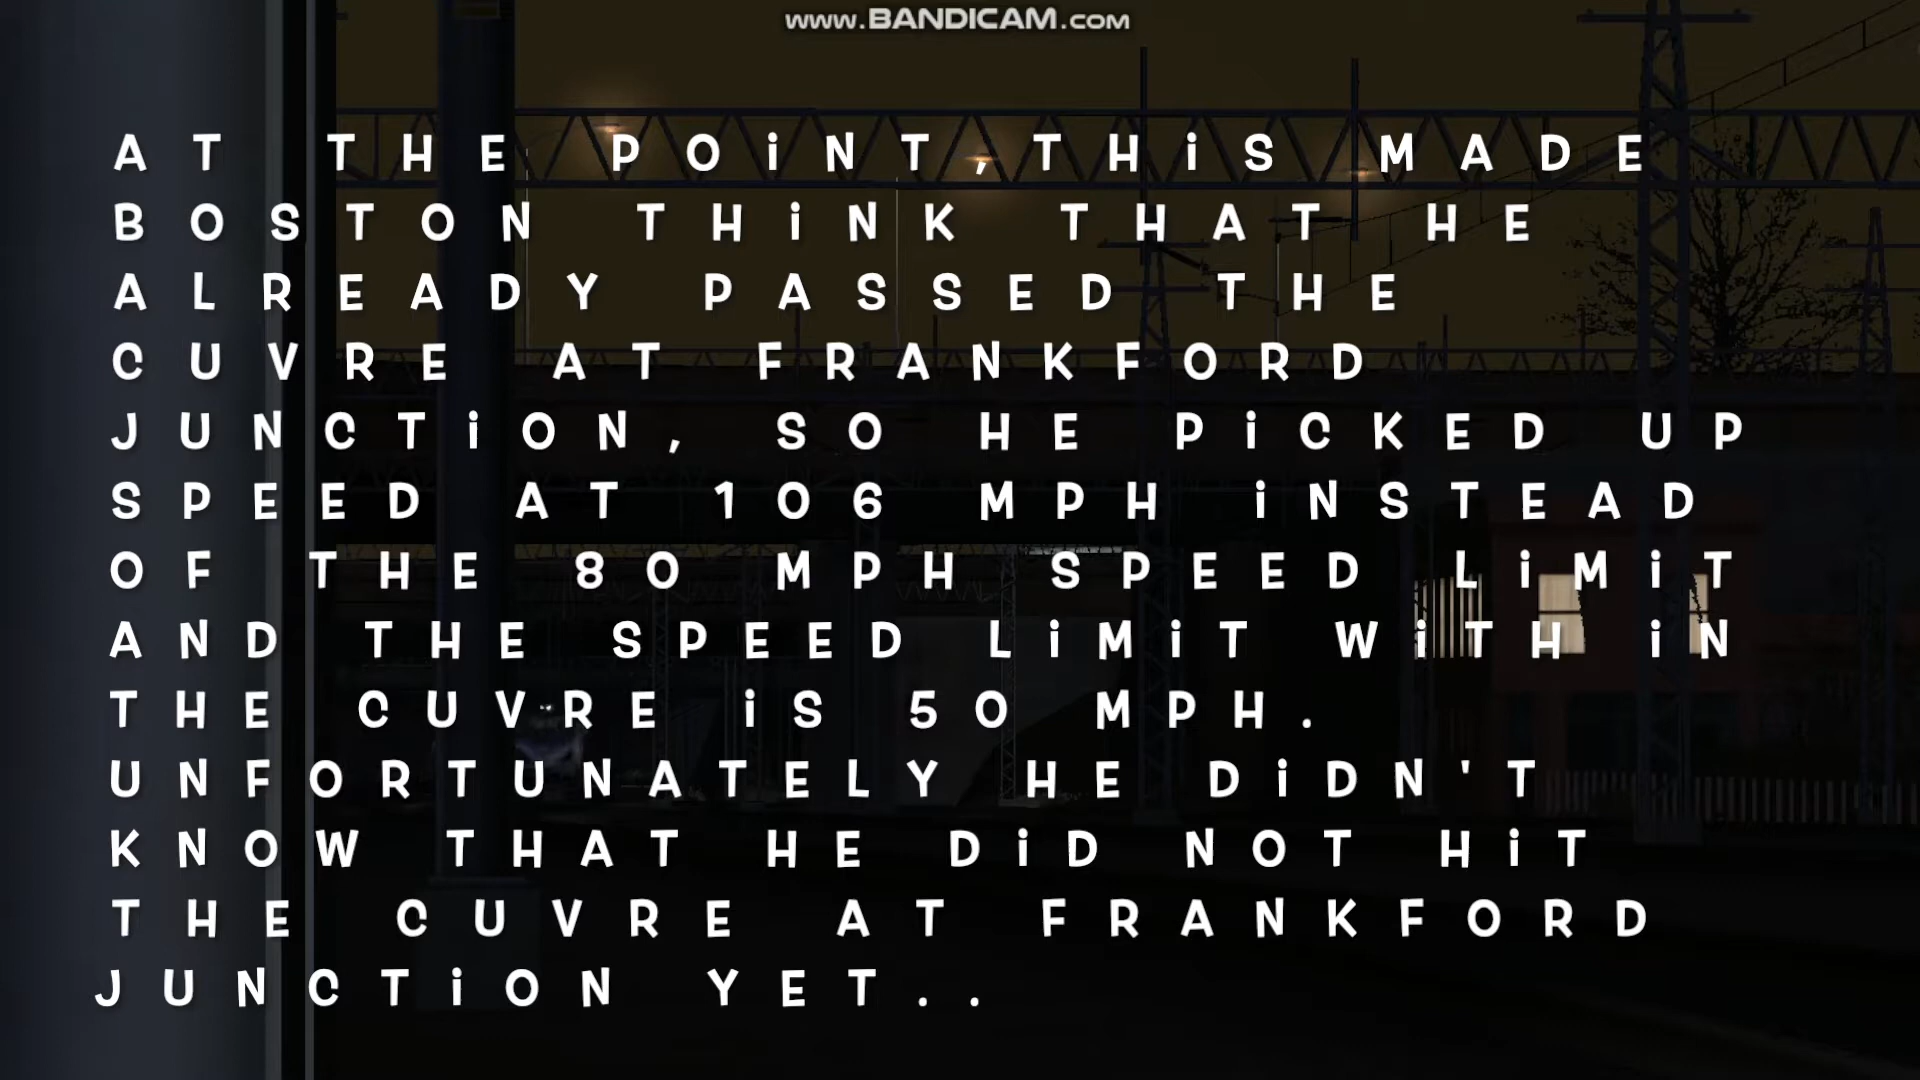 www.BANDICAM.com
AT THE POiNT,THiS MADE
BOSTON THiNK THAT HE
ALREADY PASSED THE
CUVRE AT FRANKFORD
JUNCTiON, SO HE PiCKED UP
SPEED AT 106 MPH iNSTEAD
OF THE 80 MPH SPEED LiMiT
AND THE SPEED LiMiT WiTH iN
THE CUVRE iS 50 MPH.
UNFORTUNATELY HE DiDN'T
KNOW THAT HE DiD NOT HiT
THE CUVRE AT FRANKFORD
JUNCTiON YET..